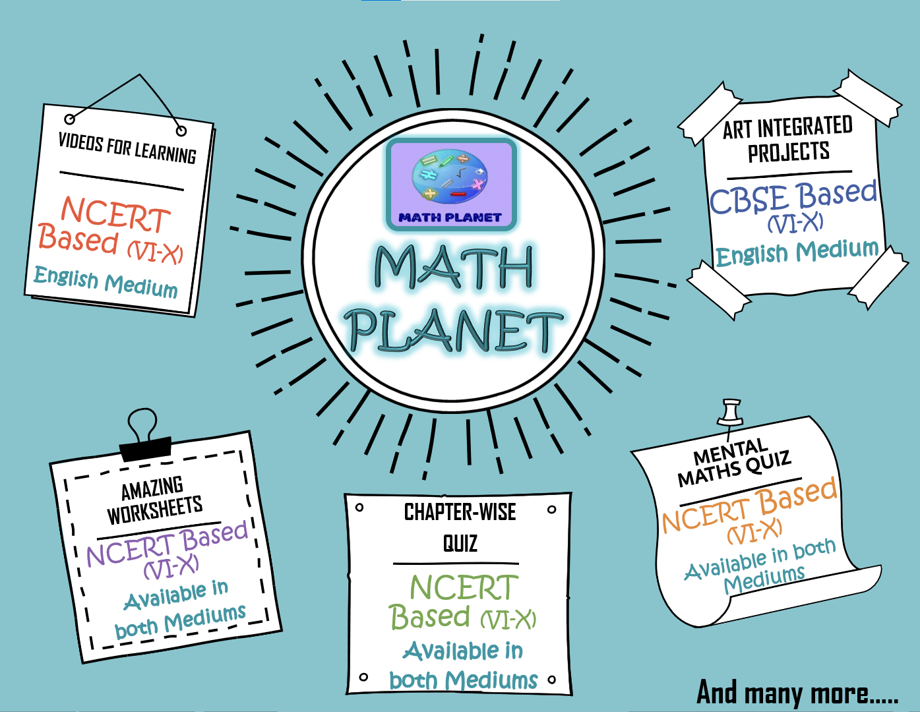 VIDEOS FOR LEARNING
NCERT
Based (VI-X)
English Medium
MATH PLANET
MATH
PLANET
ART INTEGRATED
PROJECTS
CBSE Based
(VI-X)
English Medium
AMAZING
WORKSHEETS
NCERT Based
(VI-X)
Available in
both Mediums
CHAPTER-WISE
QUIZ
NCERT
Based (VI-X)
Available in
both Mediums
MENTAL
MATHS QUIZ
NCERT Based
(VI-X)
Available in both
Mediums
And many more.....